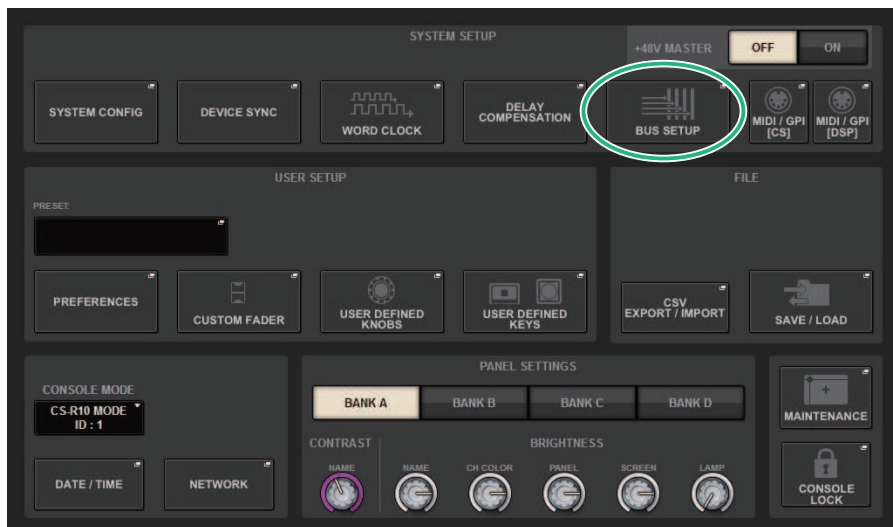 SYSTEM SETUP
+48V MASTER
OFF
ON
SYSTEM CONFIG
DEVICE SYNC
WORD CLOCK
DELAY
COMPENSATION
BUS SETUP
MIDI / GPI
[CS]
MIDI / GPI
[DSP]
USER SETUP
PRESET
PREFERENCES
CUSTOM FADER
USER DEFINED
KNOBS
USER DEFINED
KEYS
FILE
CSV
EXPORT / IMPORT
SAVE / LOAD
CONSOLE MODE
CS-R10 MODE
ID : 1
DATE / TIME
NETWORK
PANEL SETTINGS
BANK A
BANK B
BANK C
BANK D
CONTRAST
BRIGHTNESS
NAME
NAME
CH COLOR
PANEL
SCREEN
LAMP
MAINTENANCE
CONSOLE
LOCK